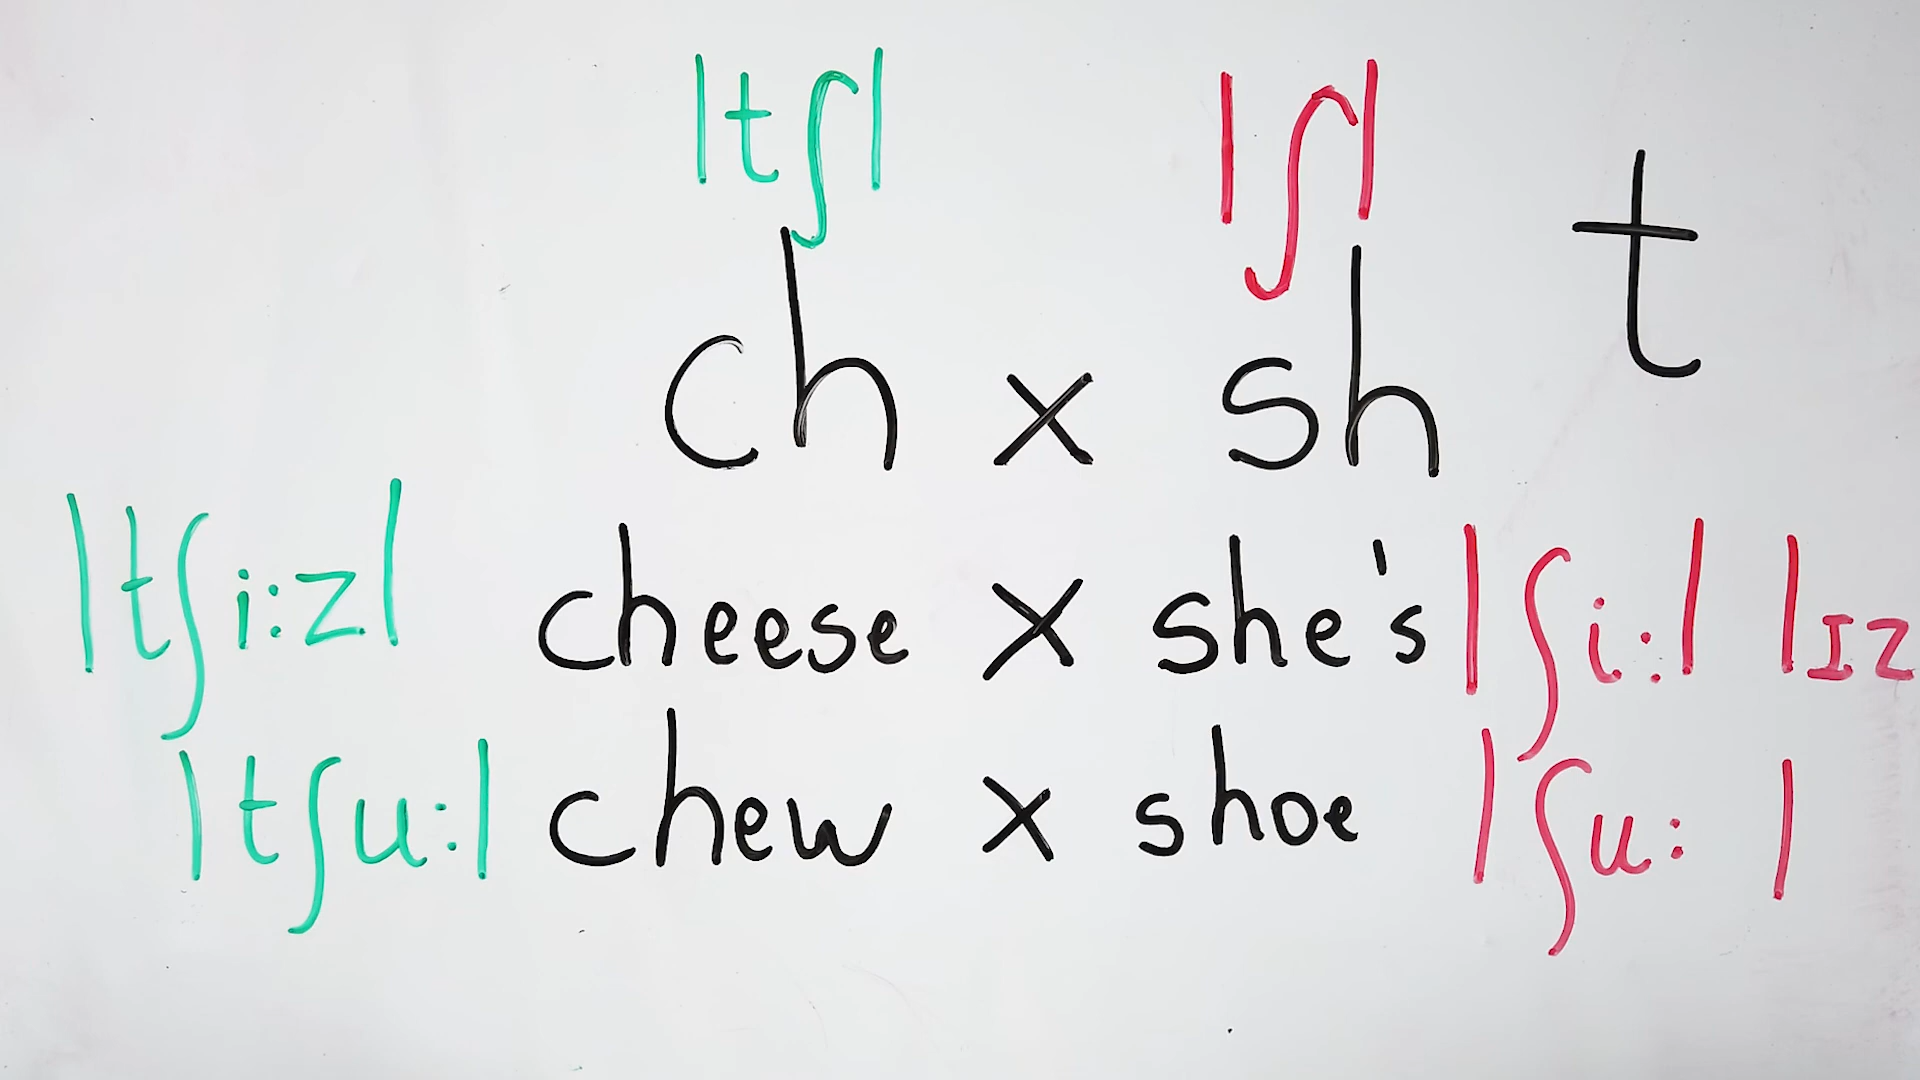 |tʃ| |ʃ|
ch x sh t
|tʃi:z| cheese x she's |ʃi:| |ɪz
|tʃu:| chew x shoe |ʃu: |